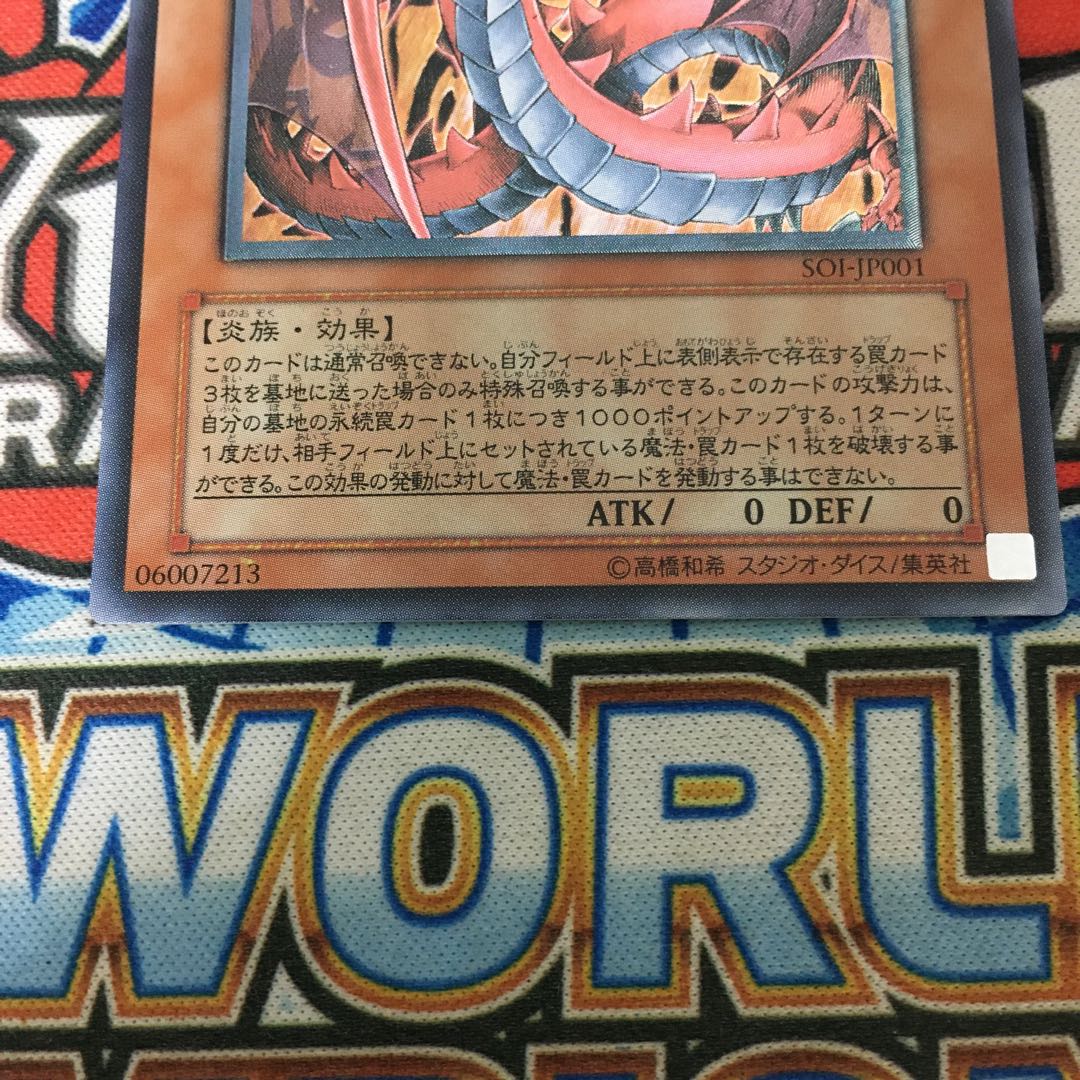 SOI-JP001
【炎族・効果】
このカードは通常召喚できない。自分フィールド上に表側表示で存在する罠カード
3枚を墓地に送った場合のみ特殊召喚する事ができる。このカードの攻撃力は、
自分の墓地の永続罠カード1枚につき1000ポイントアップする。1ターンに
1度だけ、相手フィールド上にセットされている魔法・罠カード1枚を破壊する事
ができる。この効果の発動に対して魔法・罠カードを発動する事はできない。
ATK/ 0 DEF/ 0
06007213 ©高橋和希 スタジオ・ダイス/集英社
WORL